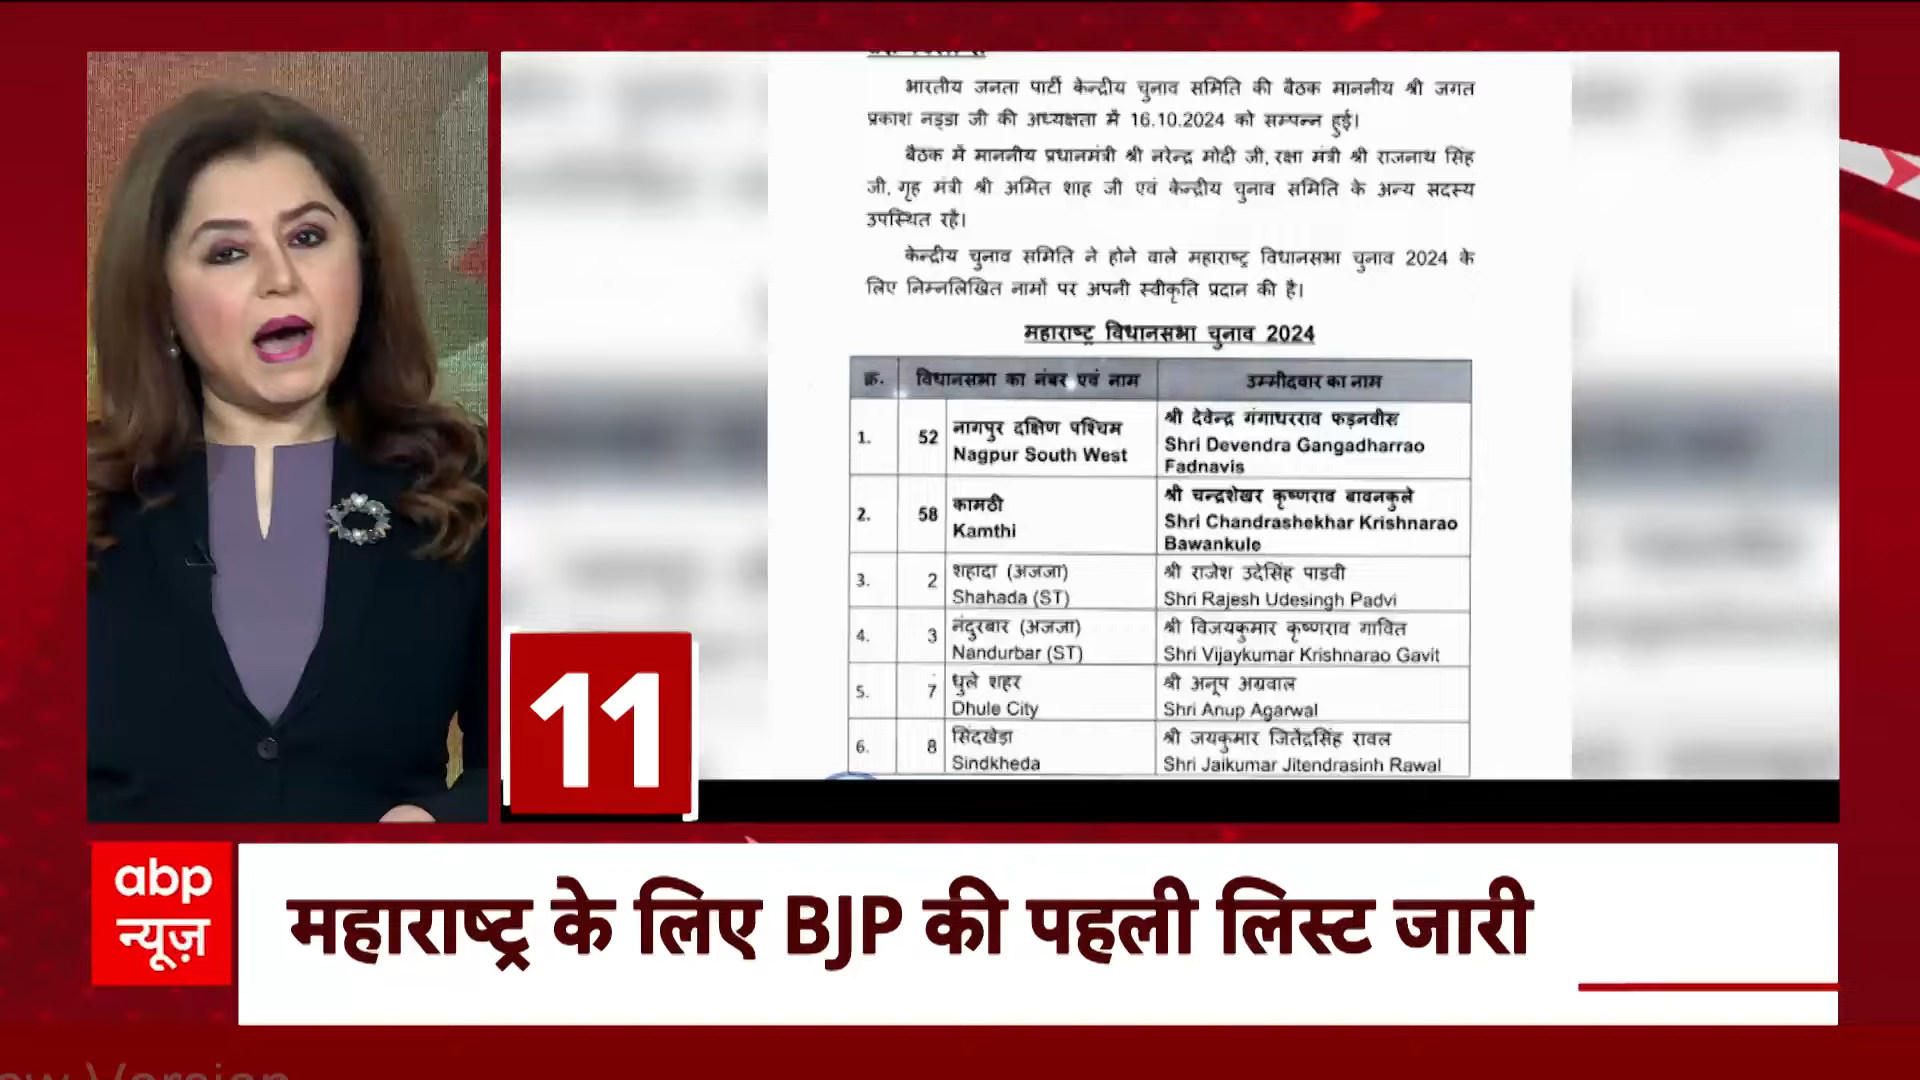 भारतीय जनता पार्टी केन्द्रीय चुनाव समिति की बैठक माननीय श्री जगत
प्रकाश नड्डा जी की अध्यक्षता में 16.10.2024 को सम्पन्न हुई।
बैठक में माननीय प्रधानमंत्री श्री नरेन्द्र मोदी जी, रक्षा मंत्री श्री राजनाथ सिंह
जी, गृह मंत्री श्री अमित शाह जी एवं केन्द्रीय चुनाव समिति के अन्य सदस्य
उपस्थित रहें।
केन्द्रीय चुनाव समिति ने होने वाले महाराष्ट्र विधानसभा चुनाव 2024 के
लिए निम्नलिखित नामों पर अपनी स्वीकृति प्रदान की है।
महाराष्ट्र विधानसभा चुनाव 2024
क्र. विधानसभा का नंबर एवं नाम उम्मीदवार का नाम
1. 52 नागपुर दक्षिण पश्चिम श्री देवेन्द्र गंगाधरराव फड़नवीस
Nagpur South West Shri Devendra Gangadharrao
Fadnavis
2. 58 कामठी श्री चन्द्रशेखर कृष्णराव बावनकुले
Kamthi Shri Chandrashekhar Krishnarao
Bawankule
3. 2 शहादा (अजजा) श्री राजेश उदेसिंह पाडवी
Shahada (ST) Shri Rajesh Udesingh Padvi
4. 3 नंदुरबार (अजजा) श्री विजयकुमार कृष्णराव गावित
Nandurbar (ST) Shri Vijaykumar Krishnarao Gavit
5. 7 धुले शहर श्री अनूप अग्रवाल
Dhule City Shri Anup Agarwal
6. 8 सिंदखेड़ा श्री जयकुमार जितेंद्रसिंह रावल
Sindkheda Shri Jaikumar Jitendrasinh Rawal
11
abp
न्यूज़
महाराष्ट्र के लिए BJP की पहली लिस्ट जारी